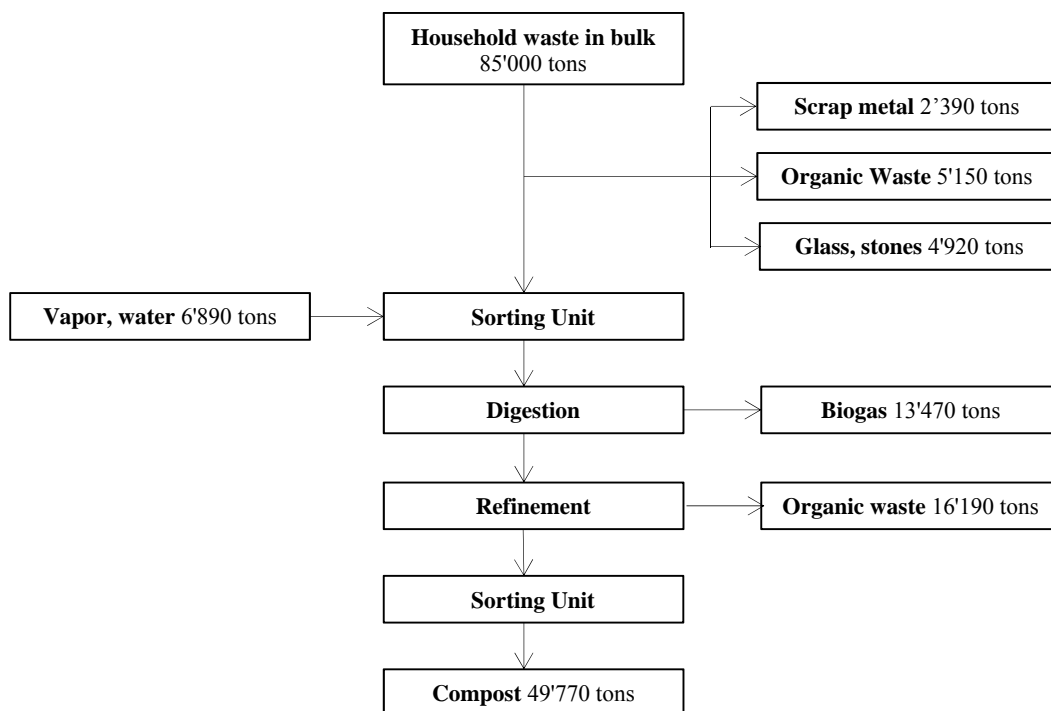 Household waste in bulk
85'000 tons
Scrap metal 2’390 tons
Organic Waste 5'150 tons
Glass, stones 4'920 tons
Vapor, water 6'890 tons
Sorting Unit
Digestion
Biogas 13'470 tons
Refinement
Organic waste 16'190 tons
Sorting Unit
Compost 49'770 tons